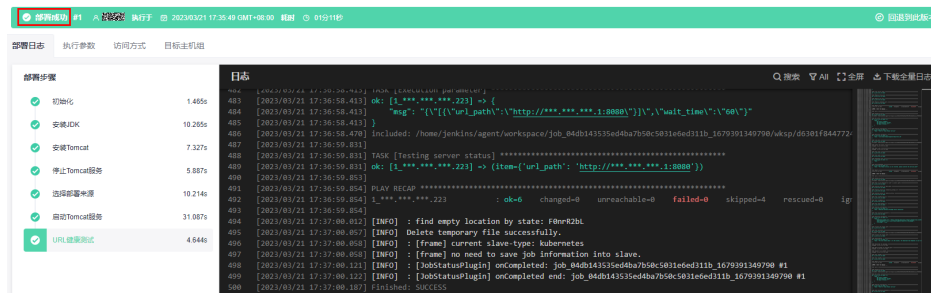 部署成功 #1 执行于 2023/03/21 17:35:49 GMT+08:00 耗时 01分11秒 回退到此版本
部署日志 执行参数 访问方式 目标主机组
部署步骤
初始化 1.465s
安装JDK 10.265s
安装Tomcat 7.327s
停止Tomcat服务 5.887s
选择部署来源 10.214s
启动Tomcat服务 31.087s
URL健康测试 4.644s
日志 搜索 All 全屏 下载全量日志
482 [2023/03/21 17:36:58.413] TASK [Execution parameter]
483 [2023/03/21 17:36:58.413] ok: [1_***.***.***.223] => {
484 [2023/03/21 17:36:58.413] "msg": "{\"[{\"url_path\":\"http://***.***.***.1:8080\"}]\",\"wait_time\":\"60\"}"
485 [2023/03/21 17:36:58.413] }
486 [2023/03/21 17:36:58.470] included: /home/jenkins/agent/workspace/job_04db143535ed4ba7b50c5031e6ed311b_1679391349790/wksp/d6301f844772
487 [2023/03/21 17:36:59.831]
488 [2023/03/21 17:36:59.831] TASK [Testing server status] ****************************************************
489 [2023/03/21 17:36:59.831] ok: [1_***.***.***.223] => (item={'url_path': 'http://***.***.***.1:8080'})
490 [2023/03/21 17:36:59.853]
491 [2023/03/21 17:36:59.854] PLAY RECAP *********************************************************************
492 [2023/03/21 17:36:59.854] 1_***.***.***.223 : ok=6 changed=0 unreachable=0 failed=0 skipped=4 rescued=0 ig
493 [2023/03/21 17:36:59.854]
494 [2023/03/21 17:37:00.012] [INFO] : find empty location by state: F0nrR2bL
495 [2023/03/21 17:37:00.057] [INFO] Delete temporary file successfully.
496 [2023/03/21 17:37:00.058] [INFO] : [frame] current slave-type: kubernetes
497 [2023/03/21 17:37:00.058] [INFO] : [frame] no need to save job information into slave.
498 [2023/03/21 17:37:00.121] [INFO] : [JobStatusPlugin] onCompleted: job_04db143535ed4ba7b50c5031e6ed311b_1679391349790 #1
499 [2023/03/21 17:37:00.122] [INFO] : [JobStatusPlugin] onCompleted end: job_04db143535ed4ba7b50c5031e6ed311b_1679391349790 #1
500 [2023/03/21 17:37:00.187] Finished: SUCCESS